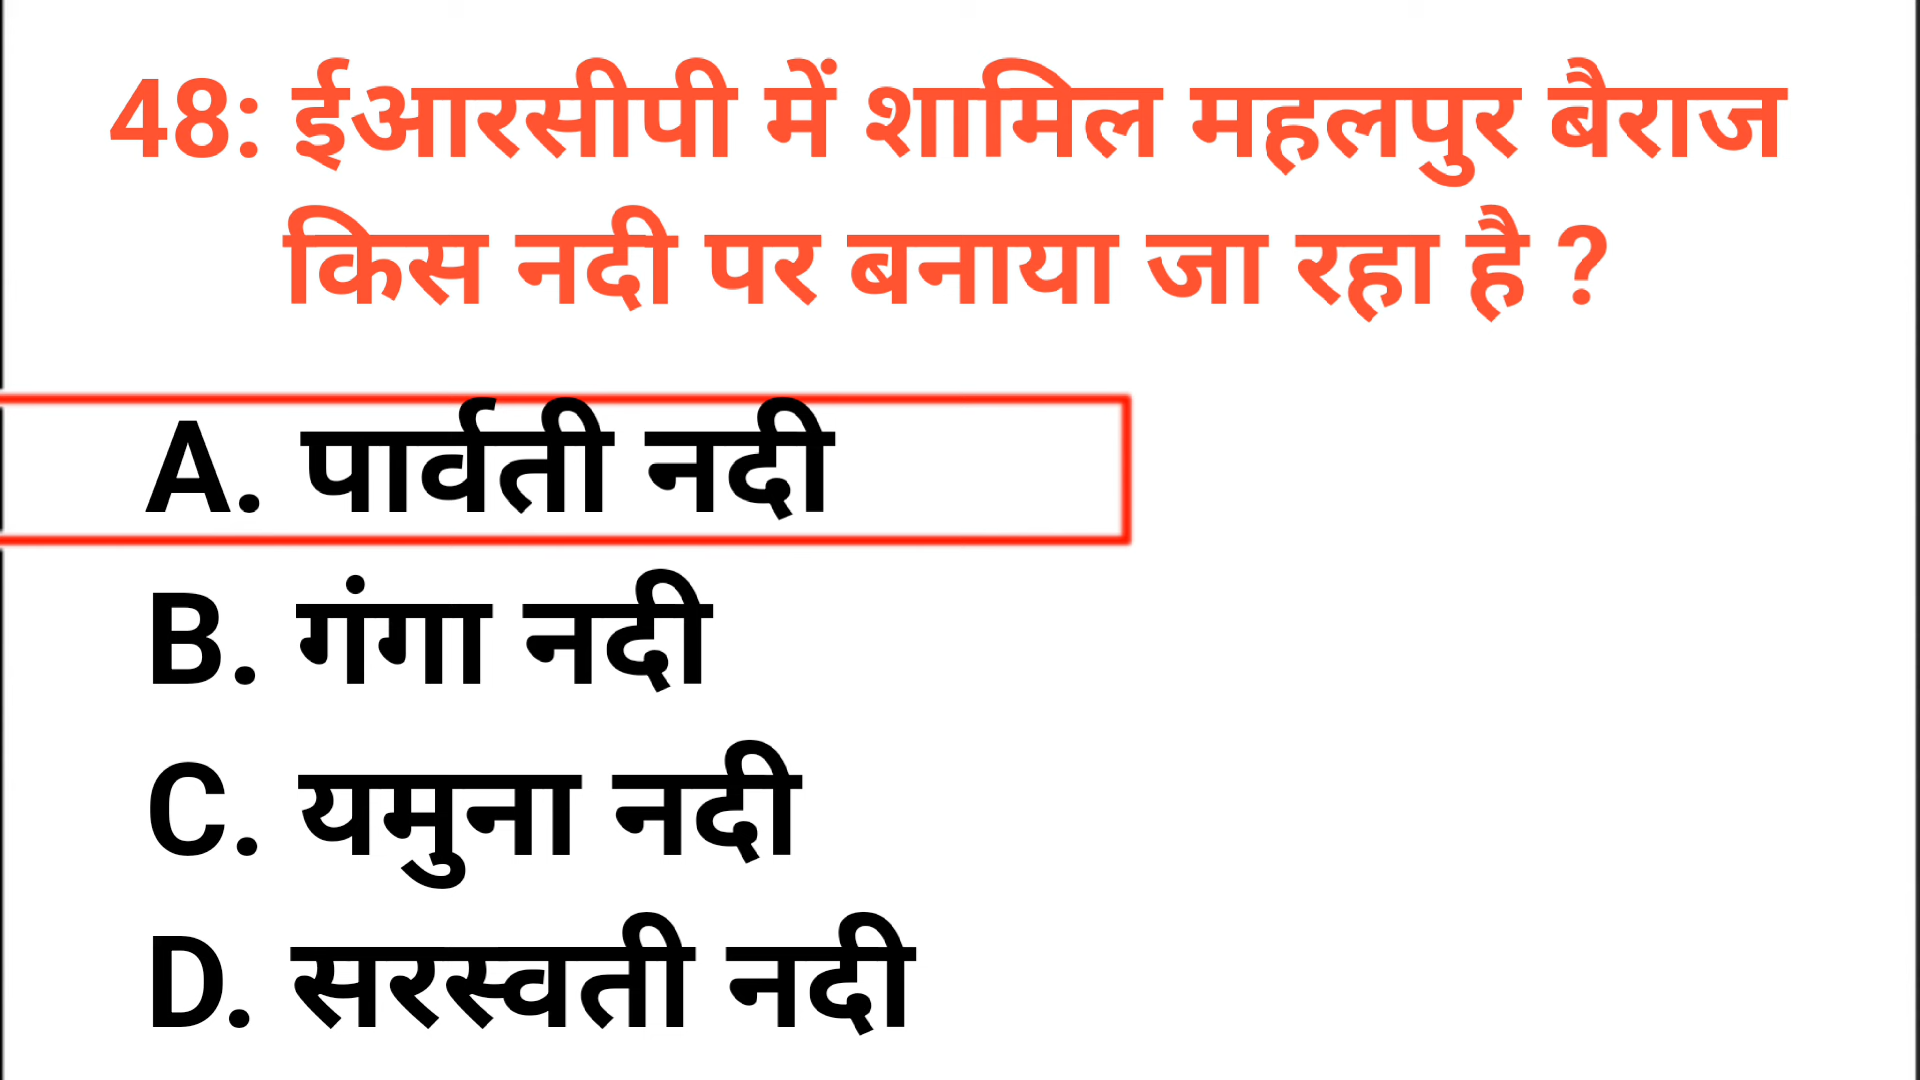 48: ईआरसीपी में शामिल महलपुर बैराज
किस नदी पर बनाया जा रहा है ?
A. पार्वती नदी
B. गंगा नदी
C. यमुना नदी
D. सरस्वती नदी